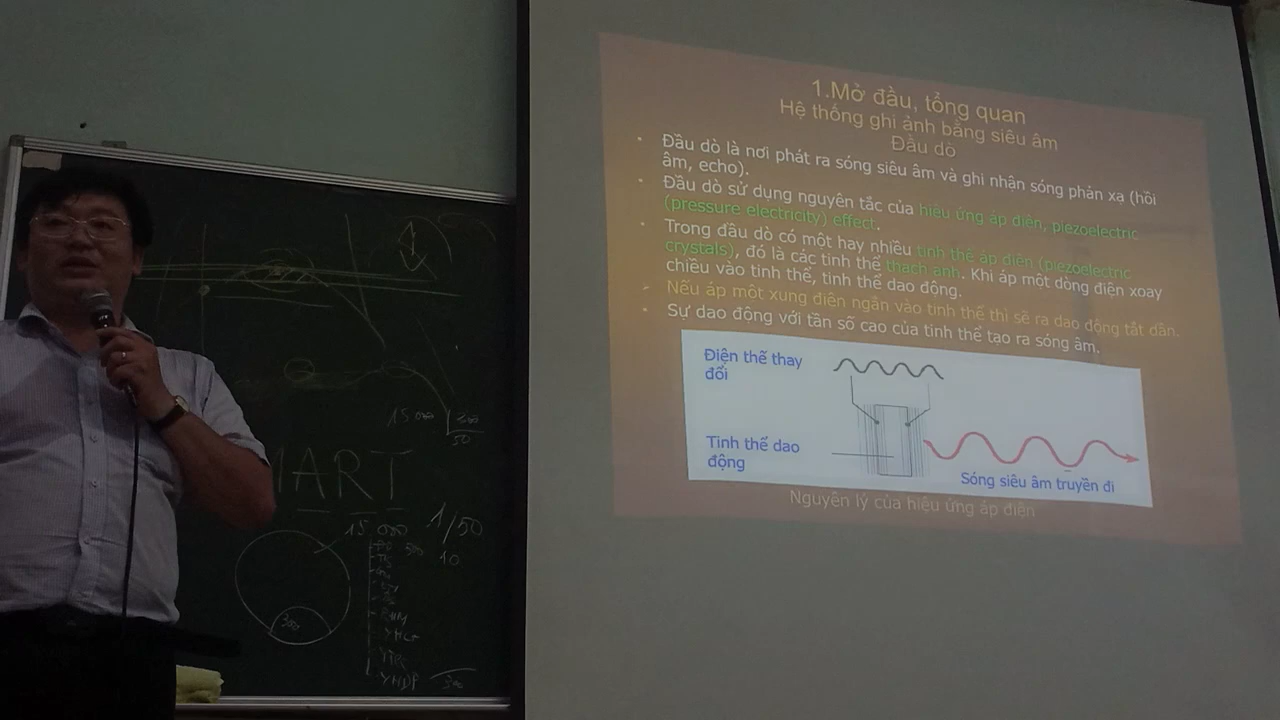 1.Mở đầu, tổng quan
Hệ thống ghi ảnh bằng siêu âm
Đầu dò
Đầu dò là nơi phát ra sóng siêu âm và ghi nhận sóng phản xạ (hồi
âm, echo).
Đầu dò sử dụng nguyên tắc của hiệu ứng áp điện, piezoelectric
(pressure electricity) effect.
Trong đầu dò có một hay nhiều tinh thể áp điện (piezoelectric
crystals), đó là các tinh thể thạch anh. Khi áp một dòng điện xoay
chiều vào tinh thể, tinh thể dao động.
Nếu áp một xung điện ngắn vào tinh thể thì sẽ ra dao động tắt dần.
Sự dao động với tần số cao của tinh thể tạo ra sóng âm.
Điện thế thay
đổi
Tinh thể dao
động
Sóng siêu âm truyền đi
Nguyên lý của hiệu ứng áp điện
15 000
50
MART
15 000
1/50
10
300
YHDP